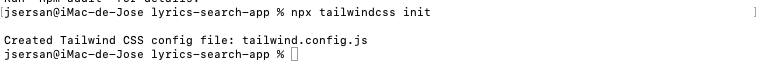 [jsersan@iMac-de-Jose lyrics-search-app % npx tailwindcss init ]
Created Tailwind CSS config file: tailwind.config.js
jsersan@iMac-de-Jose lyrics-search-app %